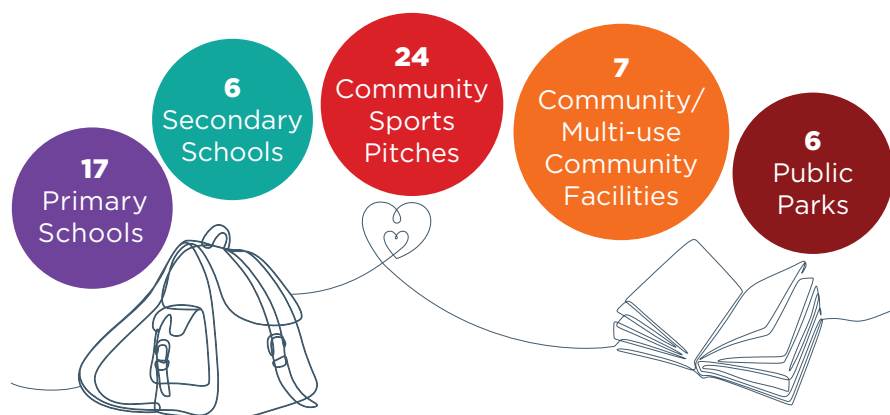 17
Primary
Schools
6
Secondary
Schools
24
Community
Sports
Pitches
7
Community/
Multi-use
Community
Facilities
6
Public
Parks